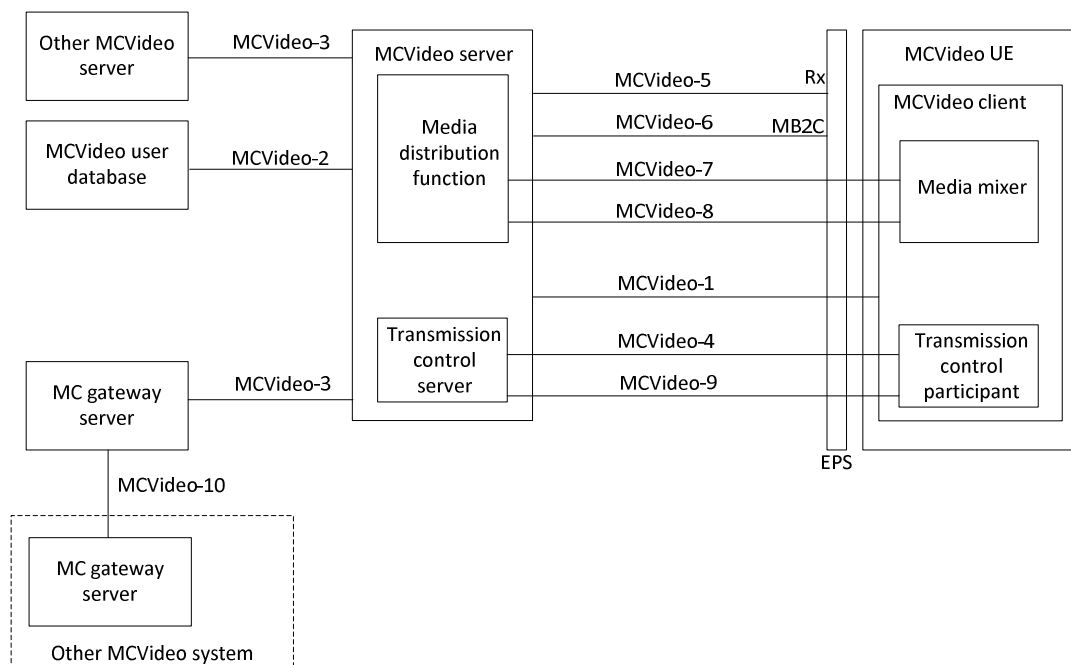 Other MCVideo
server
MCVideo-3
MCVideo user
database
MCVideo-2
MCVideo server
Media
distribution
function
Transmission
control
server
MCVideo-5
Rx
MCVideo-6
MB2C
MCVideo-7
MCVideo-8
MCVideo-1
MCVideo-4
MCVideo-9
EPS
MCVideo UE
MCVideo client
Media mixer
Transmission
control
participant
MC gateway
server
MCVideo-3
MCVideo-10
MC gateway
server
Other MCVideo system